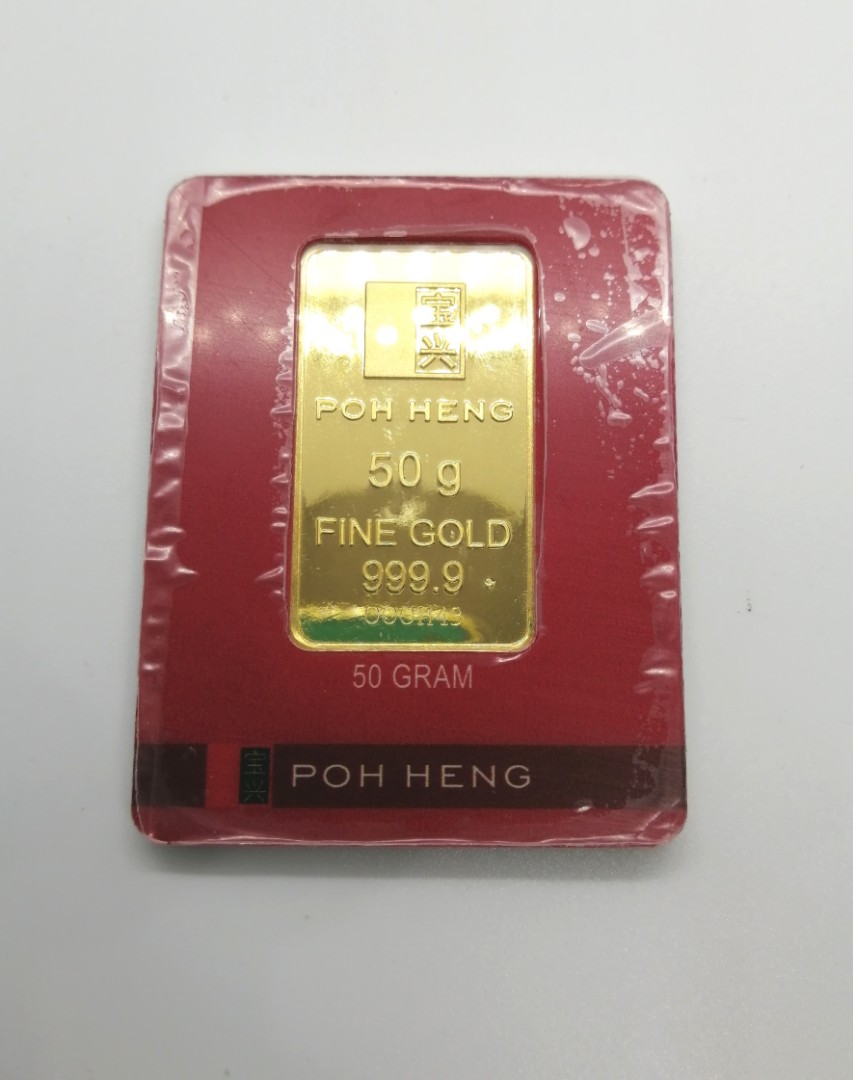 宝兴
POH HENG
50 g
FINE GOLD
999.9
50 GRAM
宝兴 POH HENG